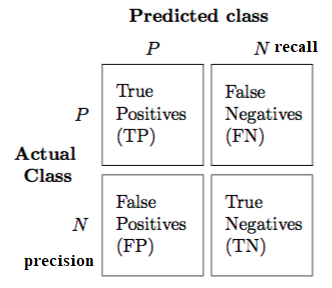 Predicted class
P
N recall
P
True
Positives
(TP)
False
Negatives
(FN)
Actual
Class
N
False
Positives
(FP)
True
Negatives
(TN)
precision